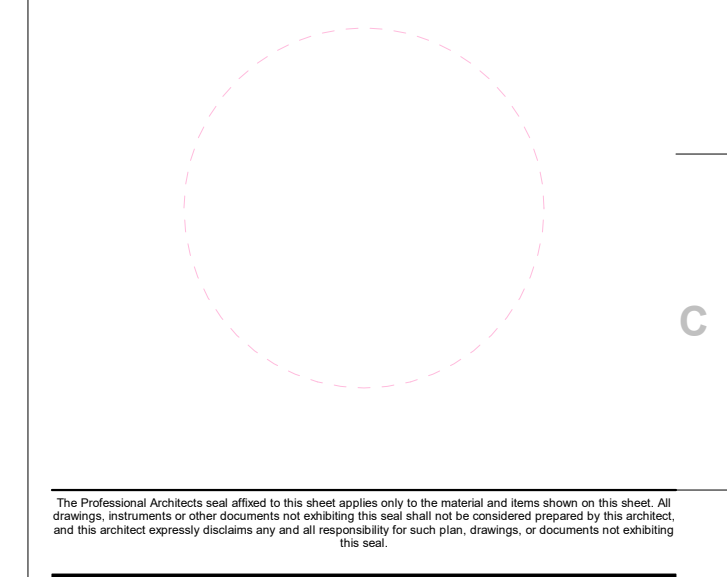 C
The Professional Architects seal affixed to this sheet applies only to the material and items shown on this sheet. All
drawings, instruments or other documents not exhibiting this seal shall not be considered prepared by this architect,
and this architect expressly disclaims any and all responsibility for such plan, drawings, or documents not exhibiting
this seal.